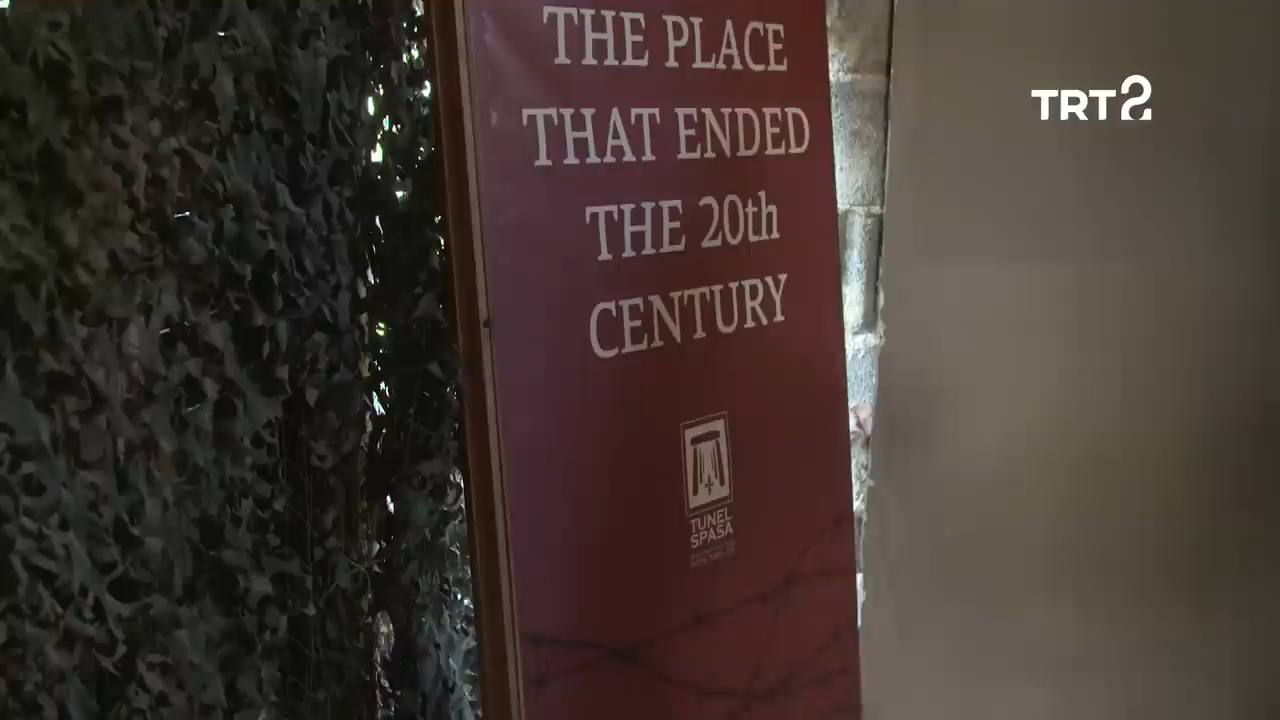 THE PLACE
THAT ENDED
THE 20th
CENTURY
TUNEL
SPASA
TRT2